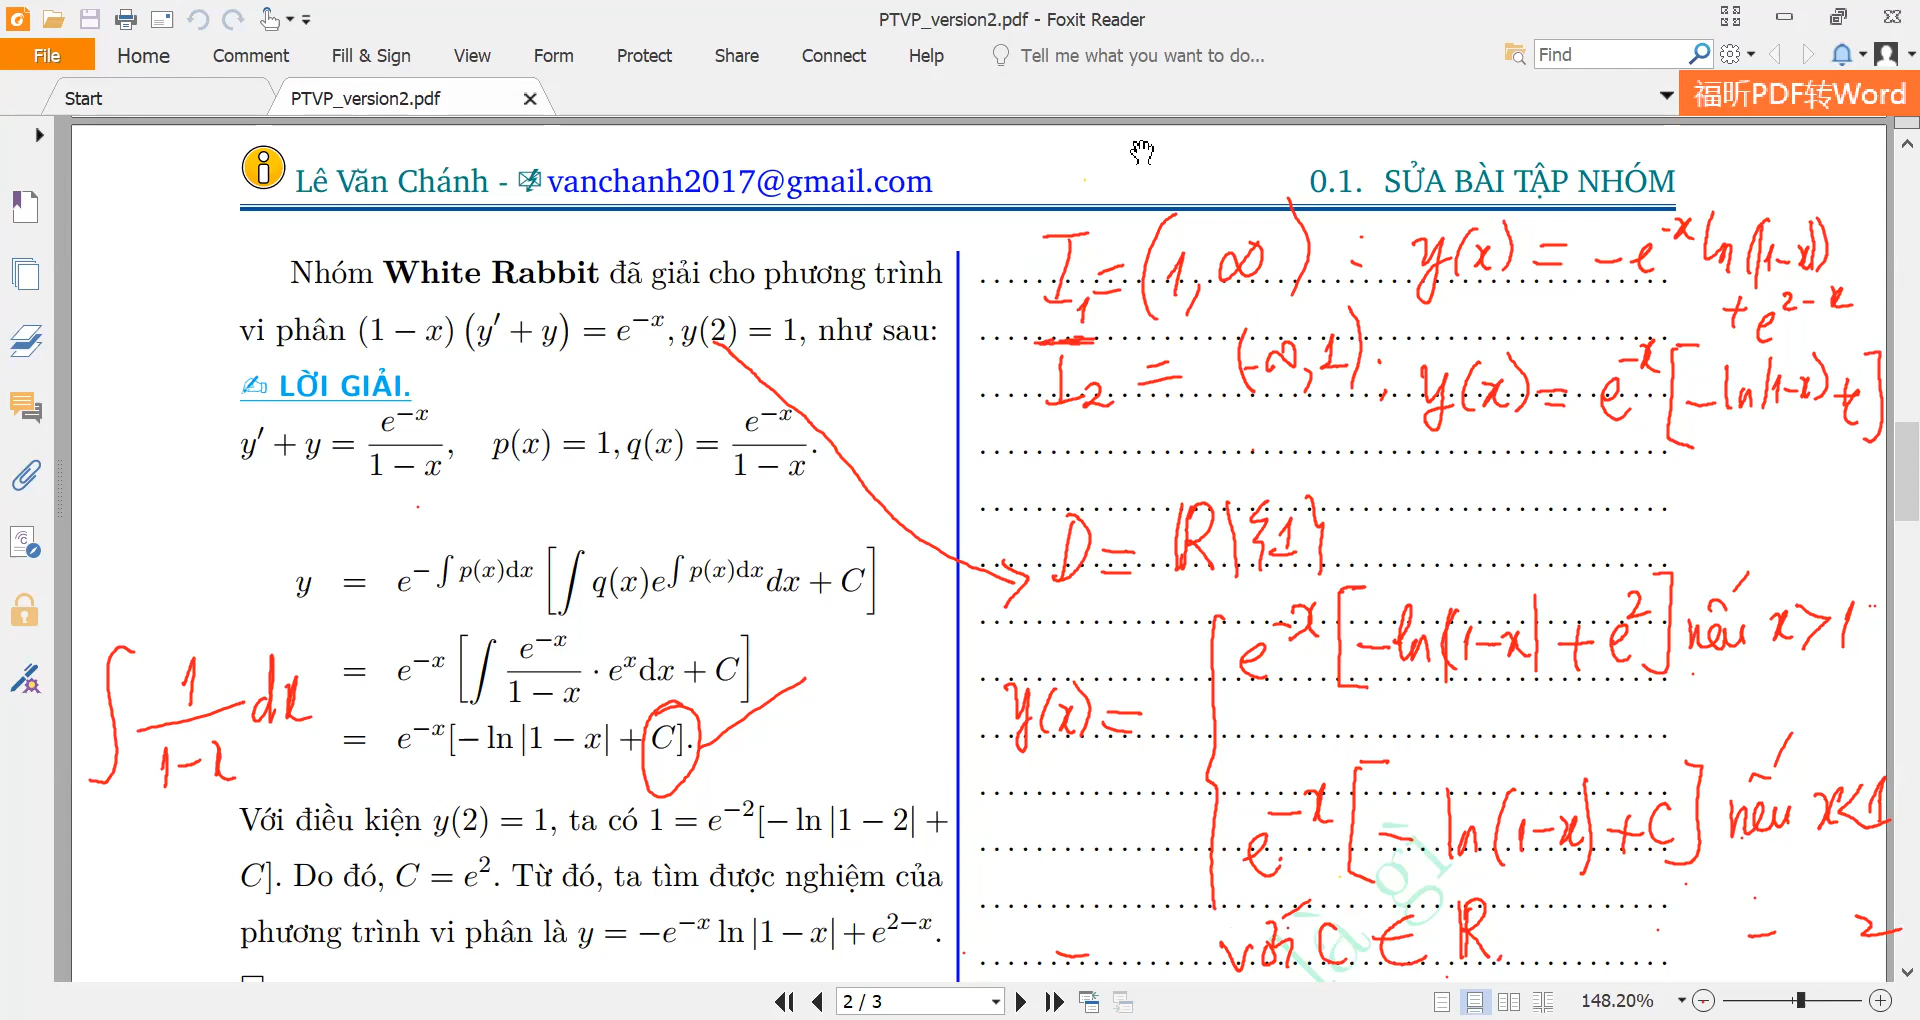 PTVP_version2.pdf - Foxit Reader
File Home Comment Fill & Sign View Form Protect Share Connect Help Tell me what you want to do... Find
Start PTVP_version2.pdf 福昕PDF转Word
Lê Văn Chánh - vanchanh2017@gmail.com 0.1. SỬA BÀI TẬP NHÓM
Nhóm White Rabbit đã giải cho phương trình
vi phân (1 − x) (y′ + y) = e^{−x}, y(2) = 1, như sau:
LỜI GIẢI.
y′ + y = e^{−x}/(1 − x), p(x) = 1, q(x) = e^{−x}/(1 − x).
y = e^{−∫ p(x)dx} [∫ q(x)e^{∫ p(x)dx}dx + C]
= e^{−x} [∫ e^{−x}/(1 − x) · e^x dx + C]
= e^{−x}[− ln |1 − x| + C].
∫ 1/(1-x) dx
Với điều kiện y(2) = 1, ta có 1 = e^{−2}[− ln |1 − 2| +
C]. Do đó, C = e². Từ đó, ta tìm được nghiệm của
phương trình vi phân là y = −e^{−x} ln |1 − x| + e^{2−x}.
I₁ = (1, ∞) : y(x) = -e^{-x} ln |1-x|
+ e^{2-x}
I₂ = (-∞, 1) : y(x) = e^{-x} [-ln|1-x| + C]
D = ℝ \ {1}
y(x) = { e^{-x} [-ln|1-x| + e²] nếu x > 1
e^{-x} [- ln|1-x| + C] nếu x < 1
với C ∈ ℝ.
- 2
là gì
2 / 3 148.20%